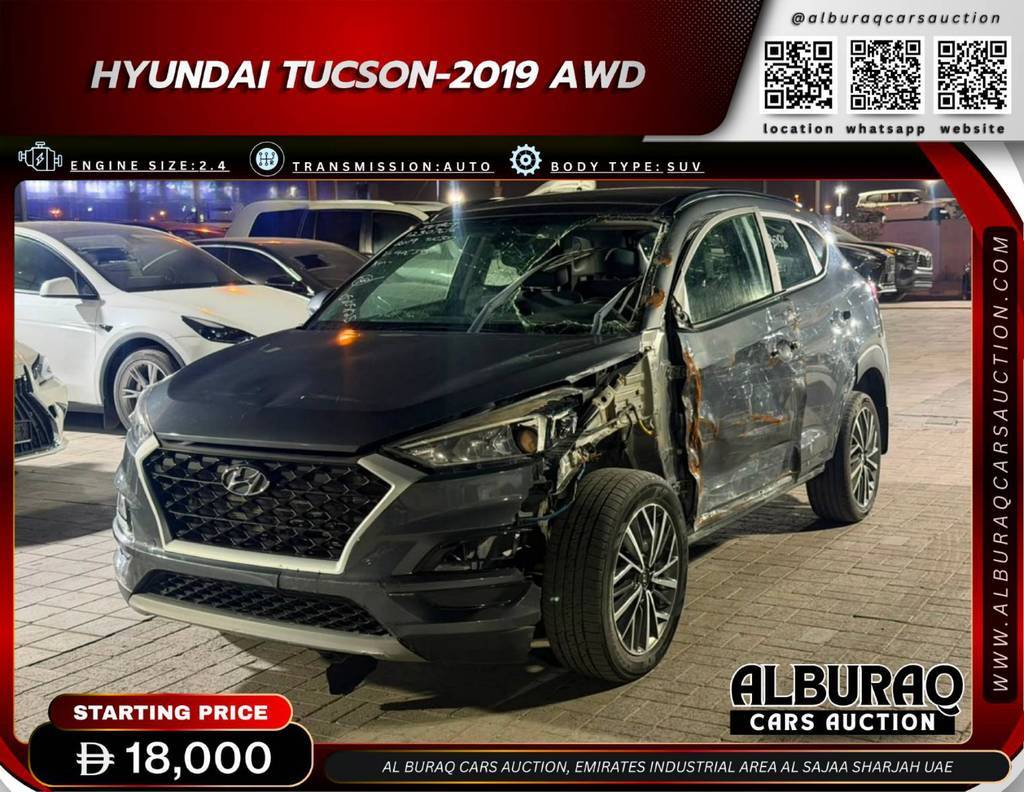 @alburaqcarsauction
HYUNDAI TUCSON-2019 AWD
location whatsapp website
ENGINE SIZE:2.4 TRANSMISSION:AUTO BODY TYPE: SUV
WWW.ALBURAQCARSAUCTION.COM
ALBURAQ
CARS AUCTION
STARTING PRICE
18,000
AL BURAQ CARS AUCTION, EMIRATES INDUSTRIAL AREA AL SAJAA SHARJAH UAE